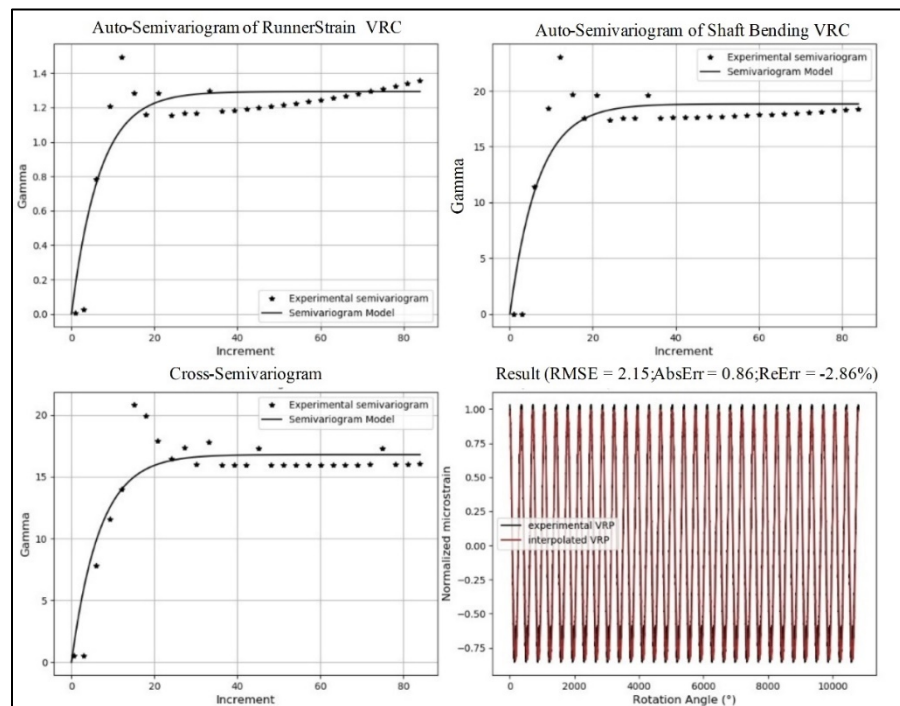 Auto-Semivariogram of RunnerStrain VRC
1.4
1.2
1.0
0.8
0.6
0.4
0.2
0.0
Gamma
Experimental semivariogram
Semivariogram Model
0
20
40
60
80
Increment
Auto-Semivariogram of Shaft Bending VRC
20
15
10
5
0
Gamma
Experimental semivariogram
Semivariogram Model
0
20
40
60
80
Increment
Cross-Semivariogram
20
15
10
5
0
Gamma
Experimental semivariogram
Semivariogram Model
0
20
40
60
80
Increment
Result (RMSE = 2.15;AbsErr = 0.86;ReErr = -2.86%)
1.00
0.75
0.50
0.25
0.00
-0.25
-0.50
-0.75
Normalized microstrain
experimental VRP
interpolated VRP
0
2000
4000
6000
8000
10000
Rotation Angle (°)